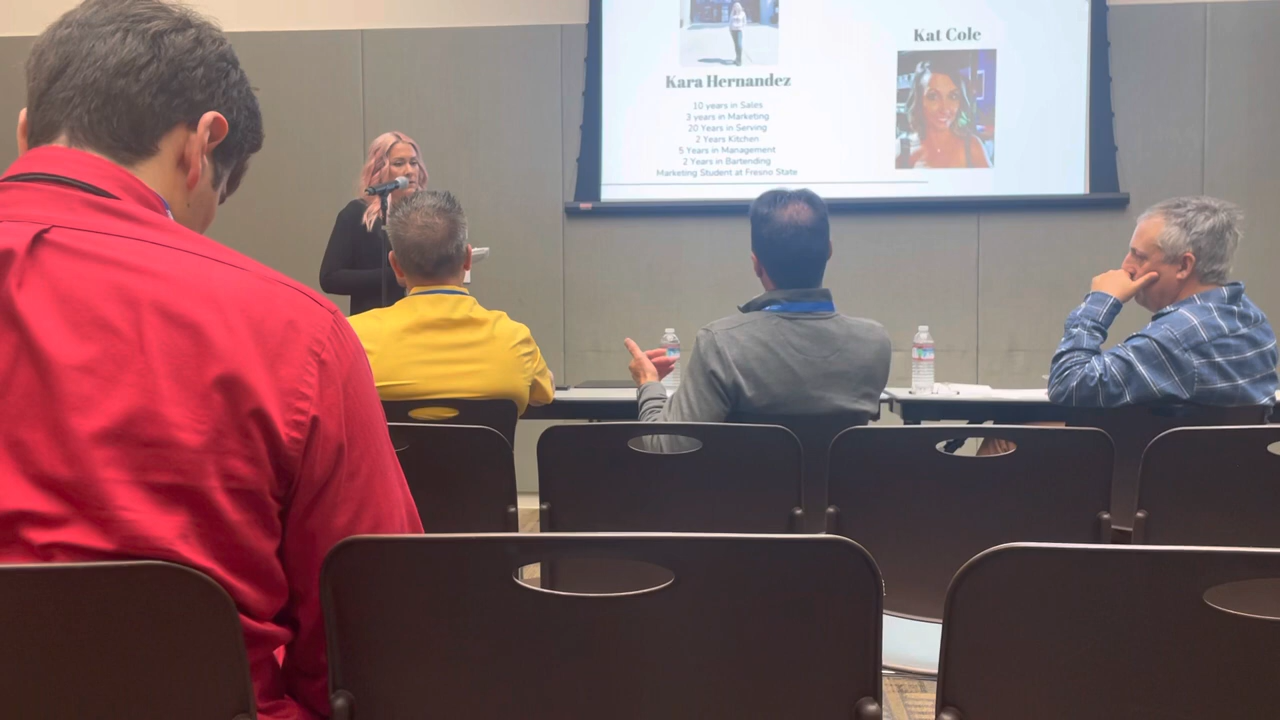 Kara Hernandez
10 years in Sales
3 years in Marketing
20 Years in Serving
2 Years Kitchen
5 Years in Management
2 Years in Bartending
Marketing Student at Fresno State
Kat Cole